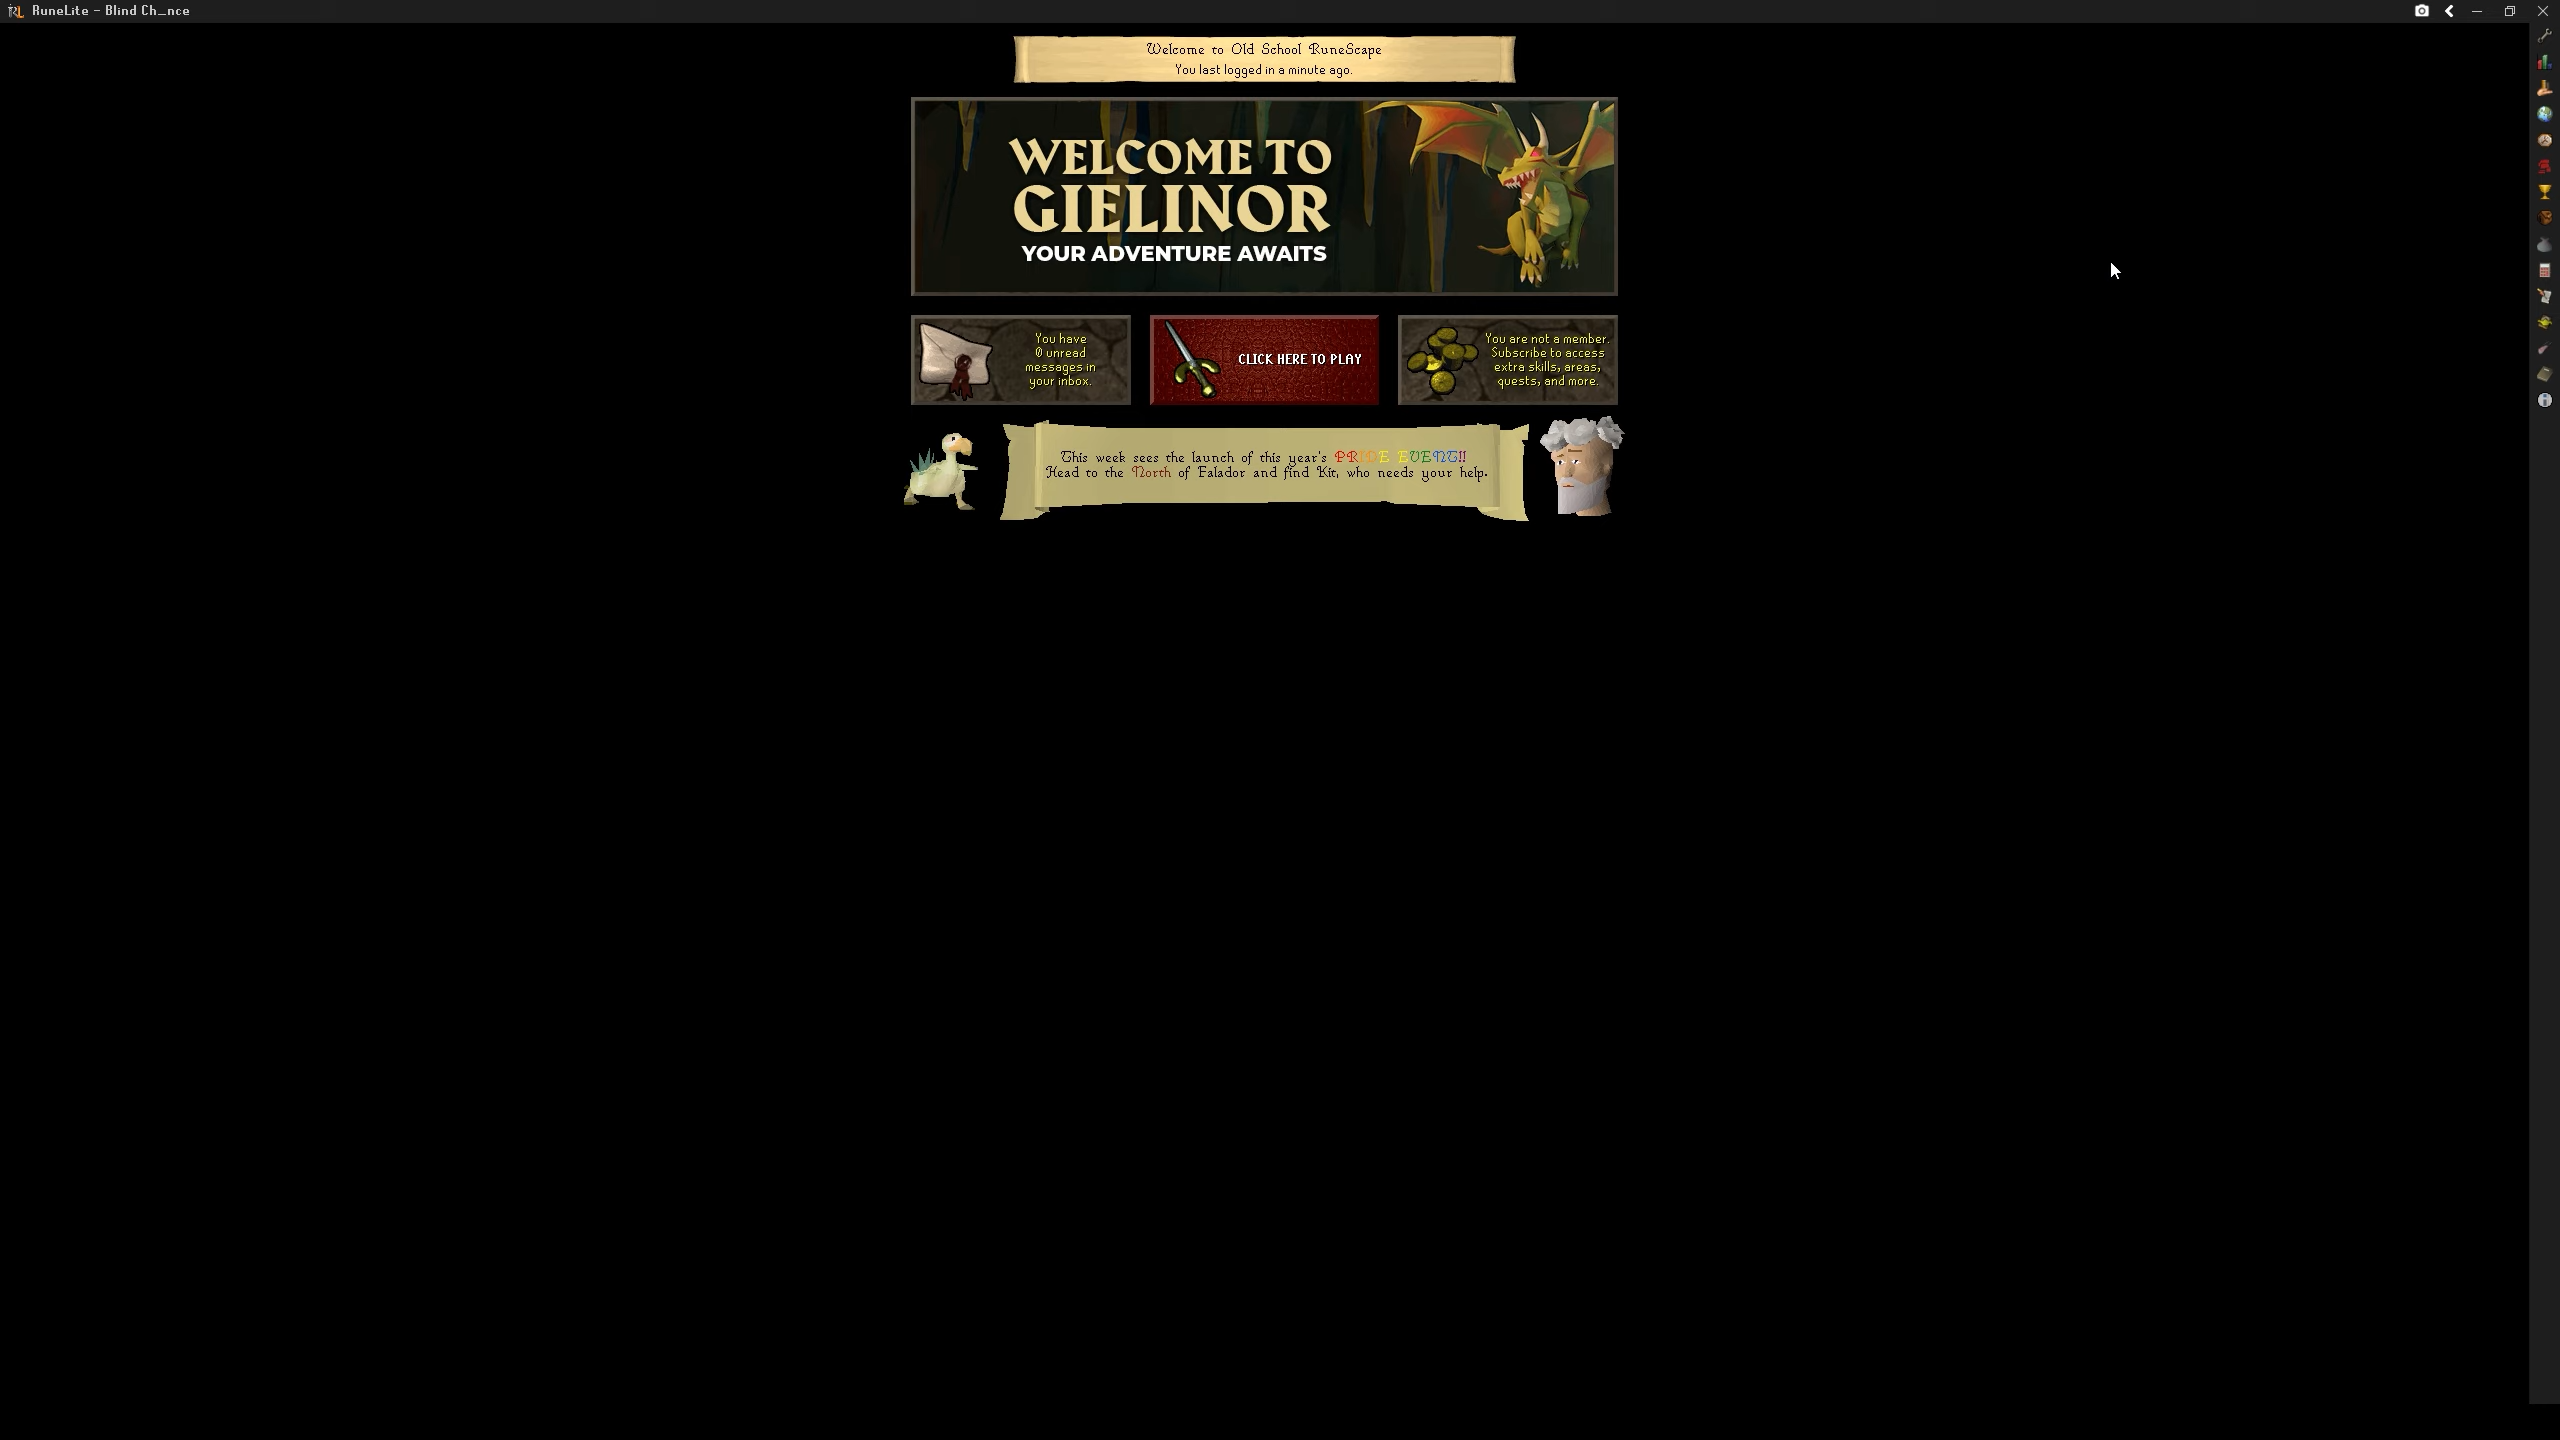 RuneLite - Blind Ch_nce
Welcome to Old School RuneScape
You last logged in a minute ago.
WELCOME TO
GIELINOR
YOUR ADVENTURE AWAITS
You have
0 unread
messages in
your inbox.
CLICK HERE TO PLAY
You are not a member.
Subscribe to access
extra skills, areas,
quests, and more.
This week sees the launch of this year's PRIDE EVENT!!
Head to the North of Falador and find Kit, who needs your help.